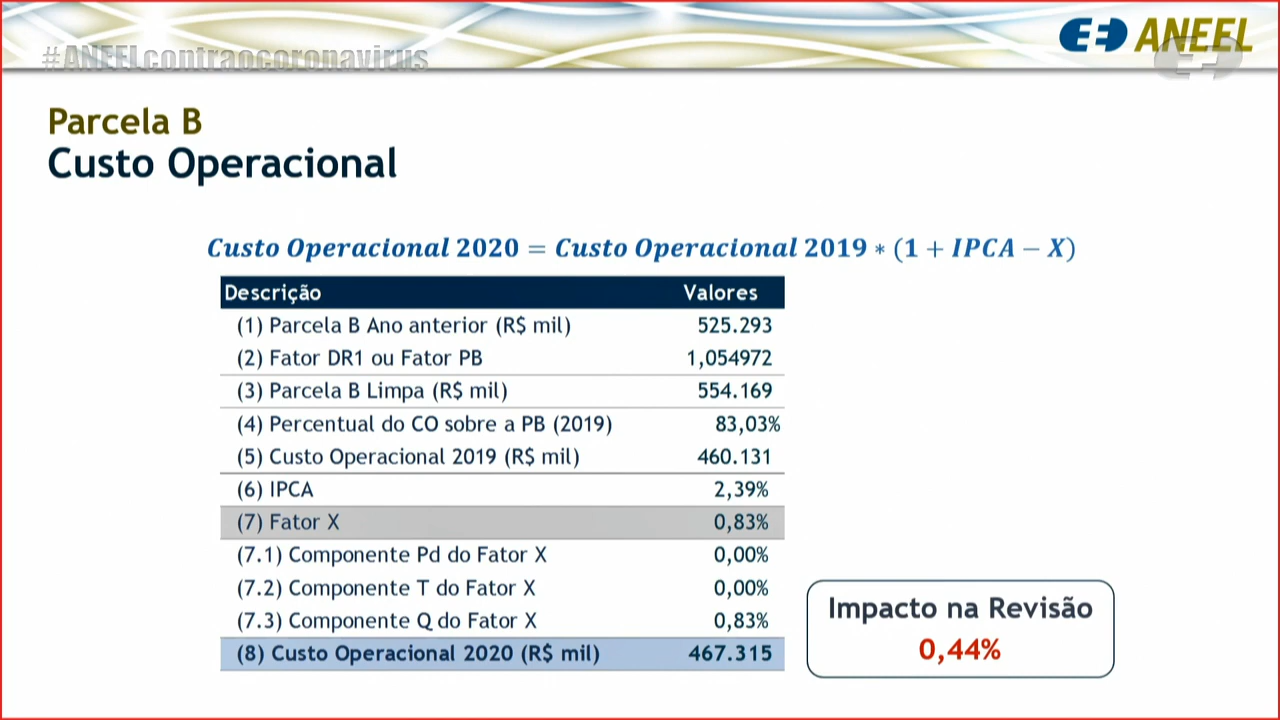 #ANEELcontraocoronavirus
ANEEL
Parcela B
Custo Operacional
Custo Operacional 2020 = Custo Operacional 2019 * (1 + IPCA − X)
Descrição Valores
(1) Parcela B Ano anterior (R$ mil) 525.293
(2) Fator DR1 ou Fator PB 1,054972
(3) Parcela B Limpa (R$ mil) 554.169
(4) Percentual do CO sobre a PB (2019) 83,03%
(5) Custo Operacional 2019 (R$ mil) 460.131
(6) IPCA 2,39%
(7) Fator X 0,83%
(7.1) Componente Pd do Fator X 0,00%
(7.2) Componente T do Fator X 0,00%
(7.3) Componente Q do Fator X 0,83%
(8) Custo Operacional 2020 (R$ mil) 467.315
Impacto na Revisão
0,44%